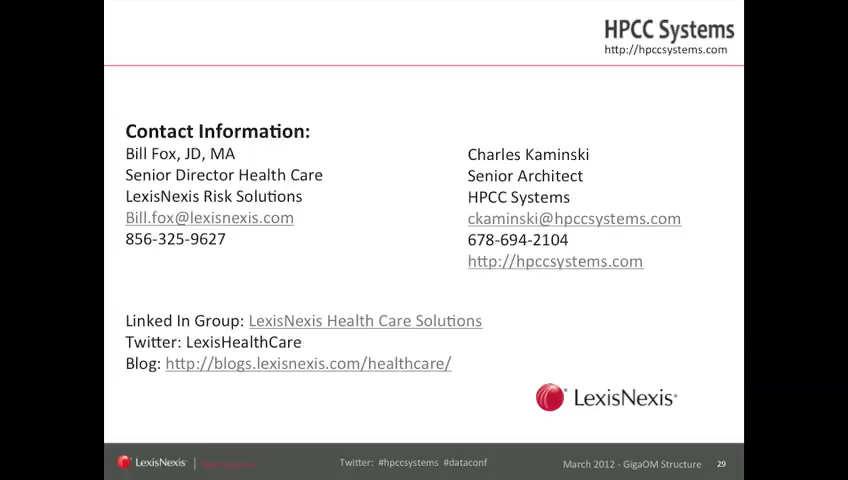 HPCC Systems
http://hpccsystems.com
Contact Information:
Bill Fox, JD, MA
Senior Director Health Care
LexisNexis Risk Solutions
Bill.fox@lexisnexis.com
856-325-9627
Charles Kaminski
Senior Architect
HPCC Systems
ckaminski@hpccsystems.com
678-694-2104
http://hpccsystems.com
Linked In Group: LexisNexis Health Care Solutions
Twitter: LexisHealthCare
Blog: http://blogs.lexisnexis.com/healthcare/
LexisNexis®
LexisNexis®
Twitter: #hpccsystems #dataconf
March 2012 - GigaOM Structure 29